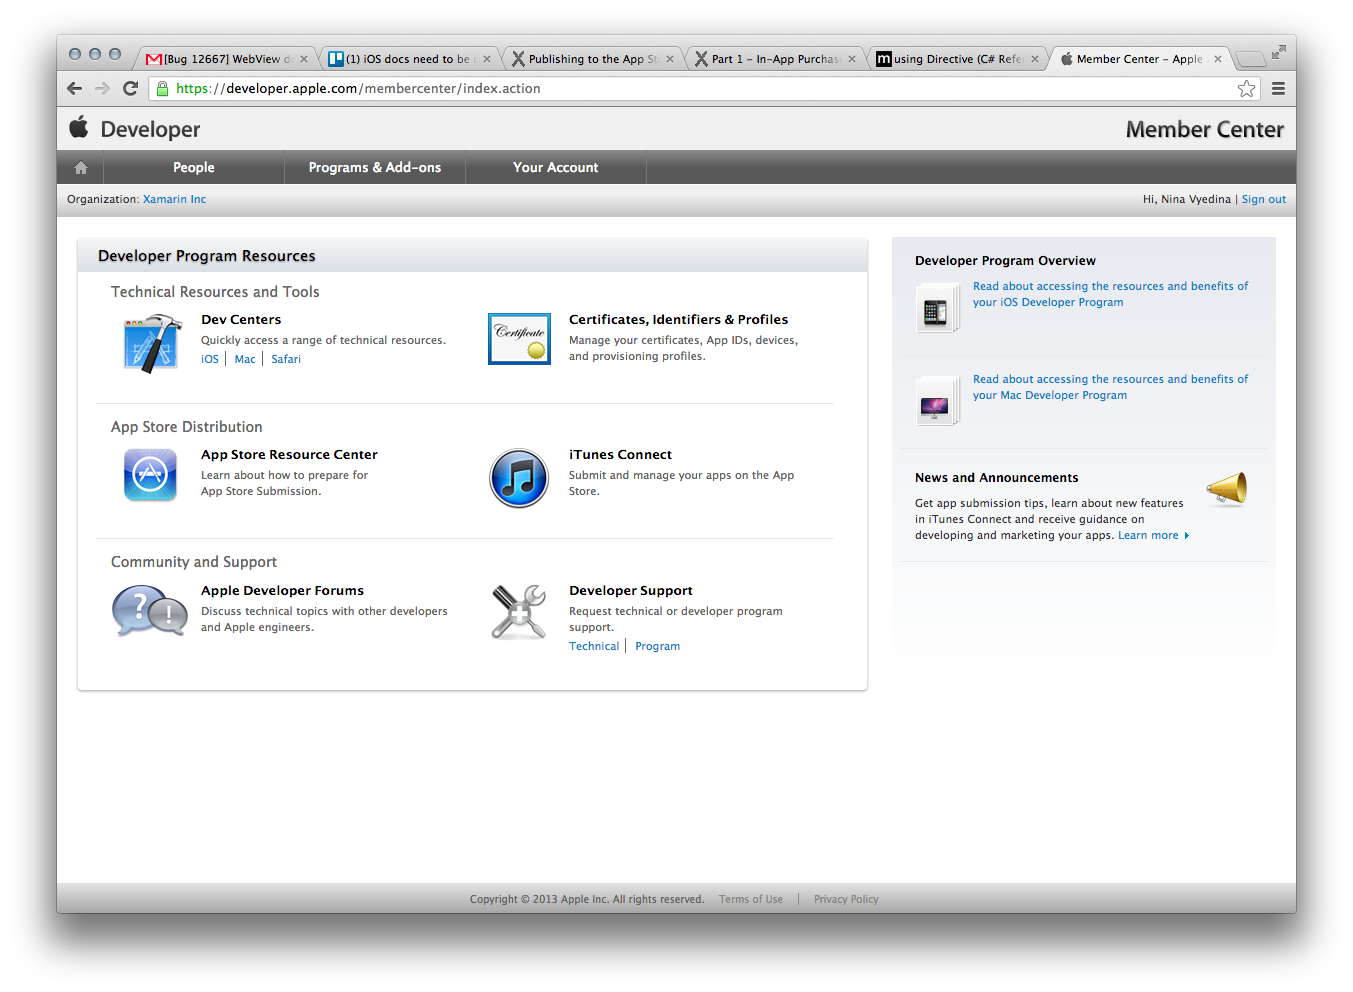 [Bug 12667] WebView d
(1) iOS docs need to be
Publishing to the App St
Part 1 – In-App Purchas
using Directive (C# Refe
Member Center – Apple
https://developer.apple.com/membercenter/index.action
Developer
Member Center
People
Programs & Add-ons
Your Account
Organization: Xamarin Inc
Hi, Nina Vyedina | Sign out
Developer Program Resources
Technical Resources and Tools
Dev Centers
Quickly access a range of technical resources.
iOS | Mac | Safari
Certificate
Certificates, Identifiers & Profiles
Manage your certificates, App IDs, devices,
and provisioning profiles.
App Store Distribution
App Store Resource Center
Learn about how to prepare for
App Store Submission.
iTunes Connect
Submit and manage your apps on the App
Store.
Community and Support
Apple Developer Forums
Discuss technical topics with other developers
and Apple engineers.
Developer Support
Request technical or developer program
support.
Technical | Program
Developer Program Overview
Read about accessing the resources and benefits of
your iOS Developer Program
Read about accessing the resources and benefits of
your Mac Developer Program
News and Announcements
Get app submission tips, learn about new features
in iTunes Connect and receive guidance on
developing and marketing your apps. Learn more
Copyright © 2013 Apple Inc. All rights reserved. Terms of Use | Privacy Policy